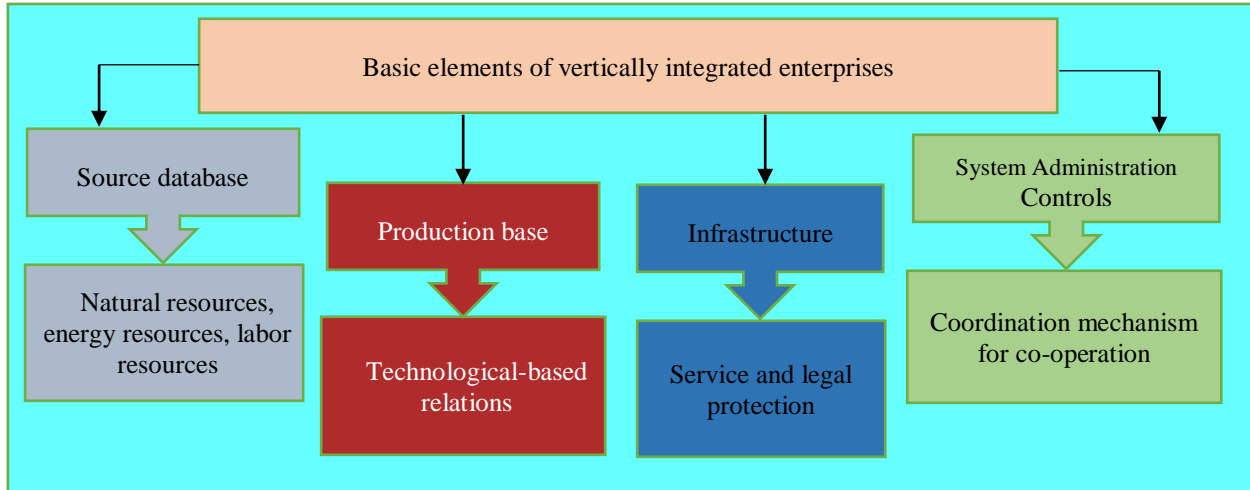 Basic elements of vertically integrated enterprises
Source database
Natural resources,
energy resources, labor
resources
Production base
Technological-based
relations
Infrastructure
Service and legal
protection
System Administration
Controls
Coordination mechanism
for co-operation